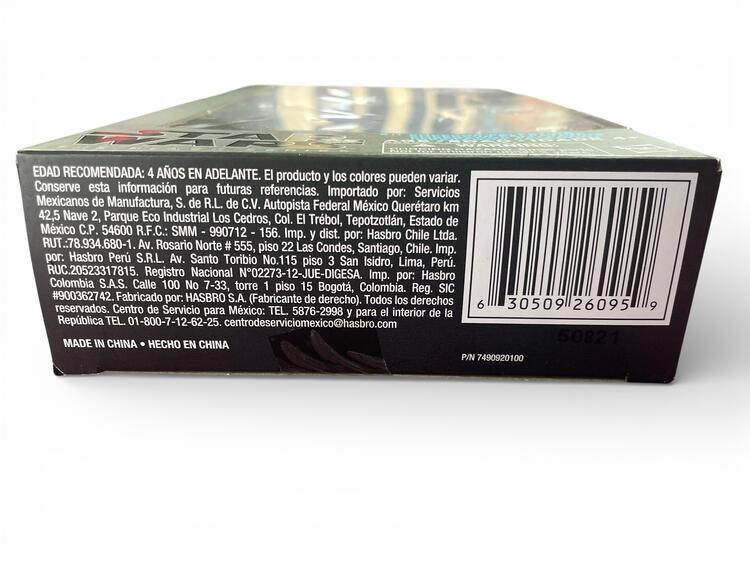 STAR
WARS
WARNING:
EDAD RECOMENDADA: 4 AÑOS EN ADELANTE. El producto y los colores pueden variar.
Conserve esta información para futuras referencias. Importado por: Servicios
Mexicanos de Manufactura, S. de R.L. de C.V. Autopista Federal México Querétaro km
42,5 Nave 2, Parque Eco Industrial Los Cedros, Col. El Trébol, Tepotzotlán, Estado de
México C.P. 54600 R.F.C.: SMM - 990712 - 156. Imp. y dist. por: Hasbro Chile Ltda.
RUT.:78.934.680-1. Av. Rosario Norte # 555, piso 22 Las Condes, Santiago, Chile. Imp.
por: Hasbro Perú S.R.L. Av. Santo Toribio No.115 piso 3 San Isidro, Lima, Perú.
RUC.20523317815. Registro Nacional N°02273-12-JUE-DIGESA. Imp. por: Hasbro
Colombia S.A.S. Calle 100 No 7-33, torre 1 piso 15 Bogotá, Colombia. Reg. SIC
#900362742. Fabricado por: HASBRO S.A. (Fabricante de derecho). Todos los derechos
reservados. Centro de Servicio para México: TEL. 5876-2998 y para el interior de la
República TEL. 01-800-7-12-62-25. centrodeserviciomexico@hasbro.com
MADE IN CHINA • HECHO EN CHINA
6 30509 26095 9
50821
P/N 7490920100